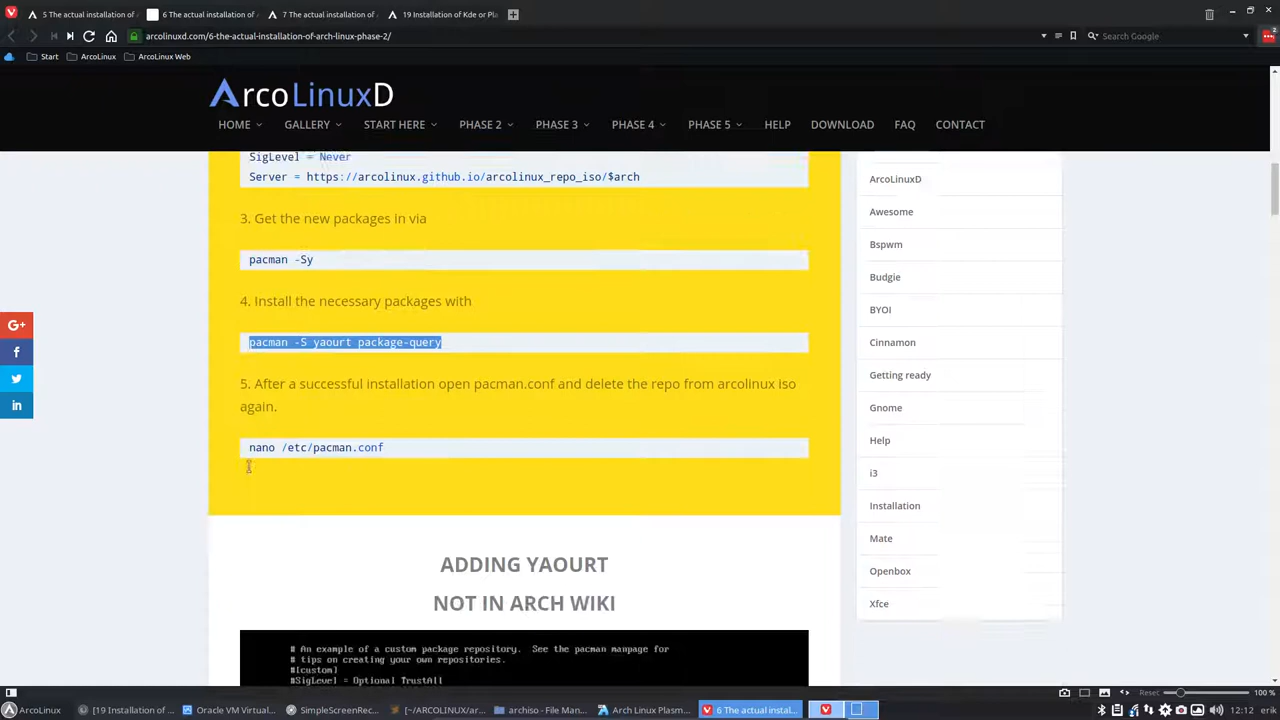 5 The actual installation of
6 The actual installation of
7 The actual installation of
19 Installation of Kde or Pl
arcolinuxd.com/6-the-actual-installation-of-arch-linux-phase-2/
Search Google
Start
ArcoLinux
ArcoLinux Web
ArcoLinuxD
HOME
GALLERY
START HERE
PHASE 2
PHASE 3
PHASE 4
PHASE 5
HELP
DOWNLOAD
FAQ
CONTACT
SigLevel = Never
Server = https://arcolinux.github.io/arcolinux_repo_iso/$arch
3. Get the new packages in via
pacman -Sy
4. Install the necessary packages with
pacman -S yaourt package-query
5. After a successful installation open pacman.conf and delete the repo from arcolinux iso
again.
nano /etc/pacman.conf
ADDING YAOURT
NOT IN ARCH WIKI
# An example of a custom package repository. See the pacman manpage for
# tips on creating your own repositories.
#[custom]
#SigLevel = Optional TrustAll
ArcoLinuxD
Awesome
Bspwm
Budgie
BYOI
Cinnamon
Getting ready
Gnome
Help
i3
Installation
Mate
Openbox
Xfce
Reset
100 %
ArcoLinux
[19 Installation of
Oracle VM Virtual...
SimpleScreenRec...
[~/ARCOLINUX/ar...
archiso - File Man...
Arch Linux Plasm...
6 The actual instal...
12:12
erik